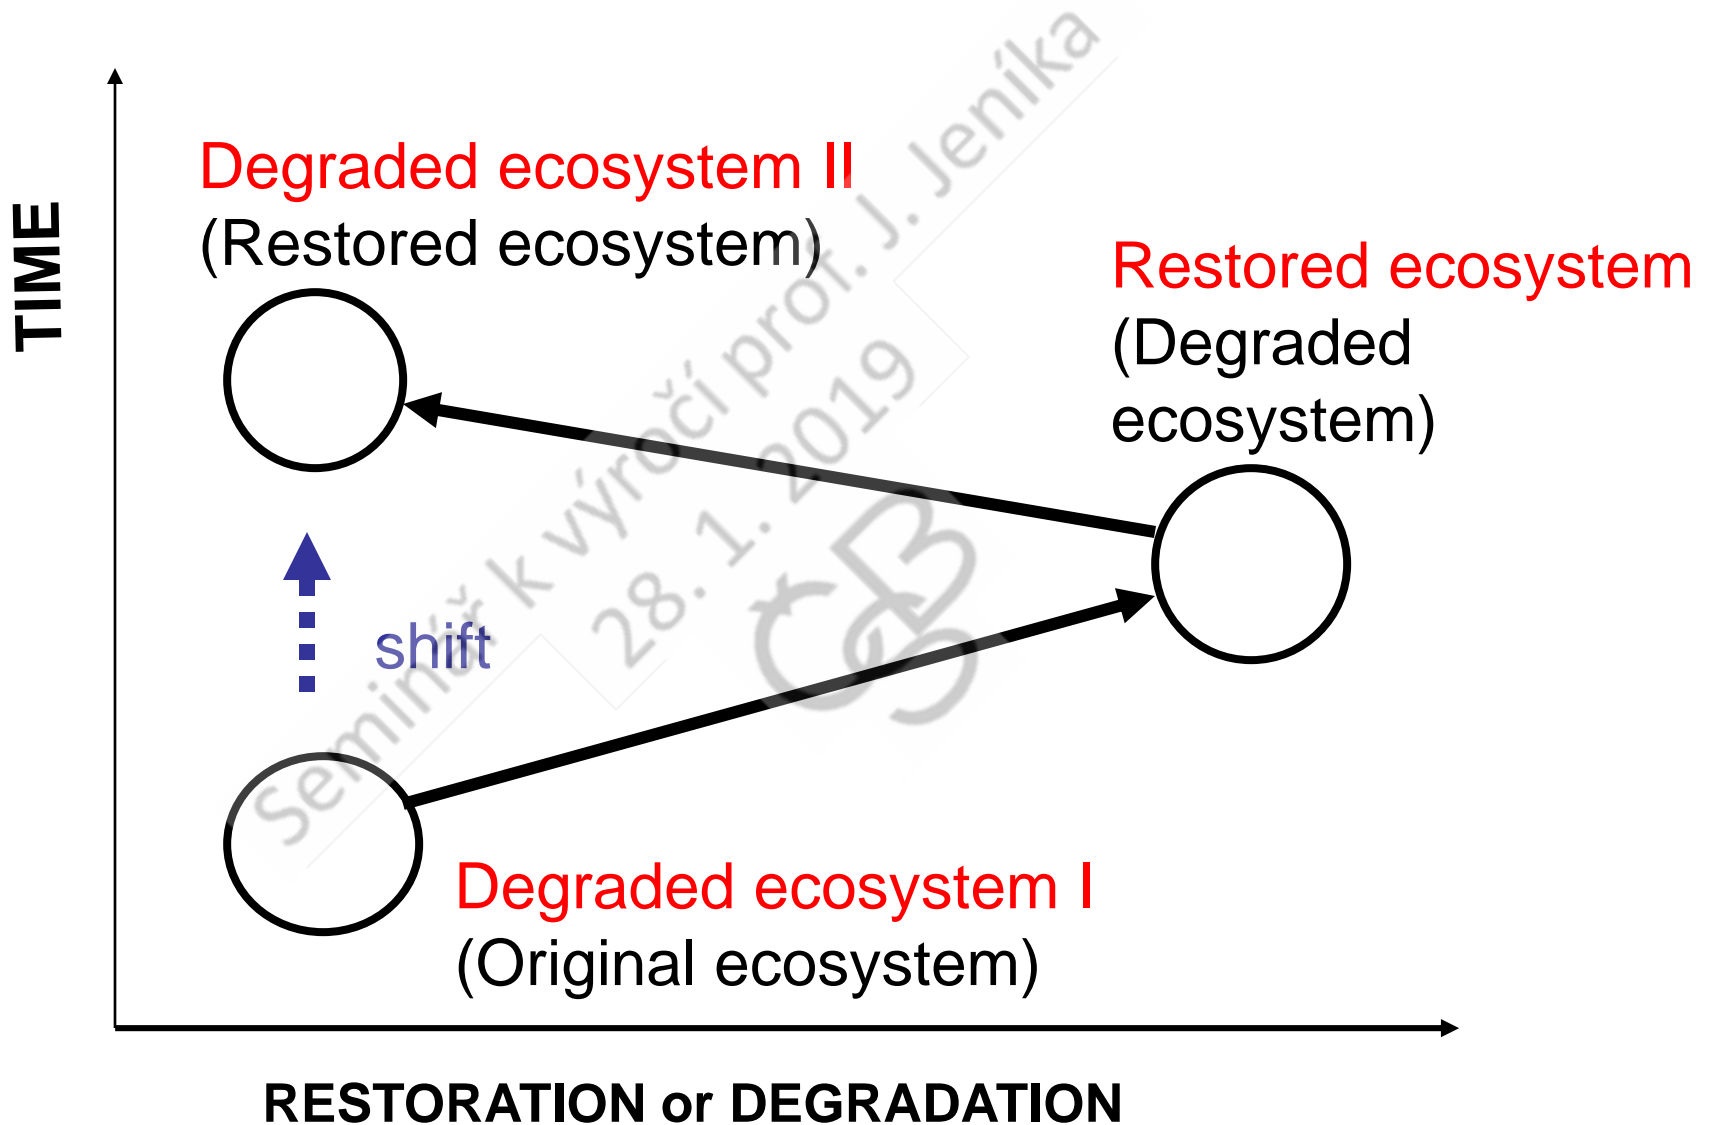 TIME
Degraded ecosystem II
(Restored ecosystem)
Restored ecosystem
(Degraded
ecosystem)
shift
Degraded ecosystem I
(Original ecosystem)
RESTORATION or DEGRADATION
Seminář k výročí prof. J. Jeníka
28. 1. 2019
ČBS